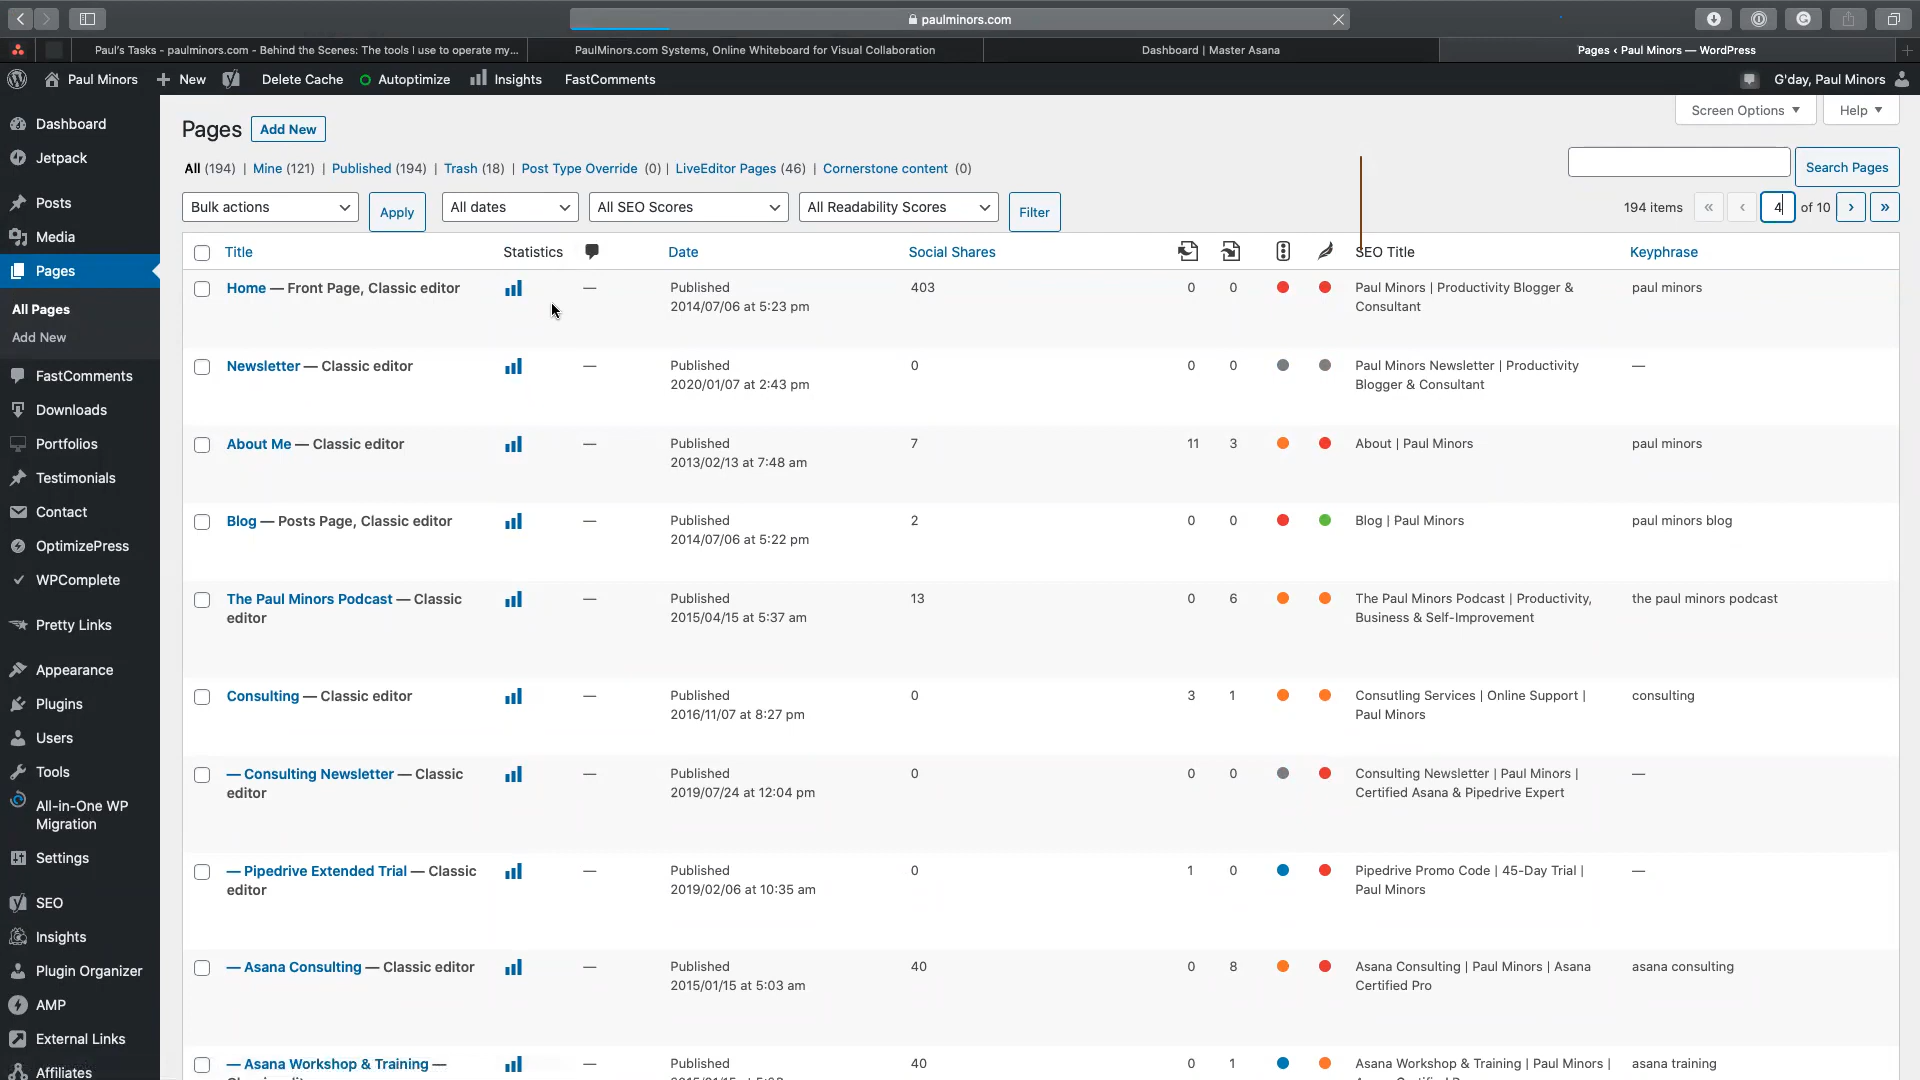 paulminors.com
Paul's Tasks - paulminors.com - Behind the Scenes: The tools I use to operate my...
PaulMinors.com Systems, Online Whiteboard for Visual Collaboration
Dashboard | Master Asana
Pages ‹ Paul Minors — WordPress
Paul Minors
New
Delete Cache
Autoptimize
Insights
FastComments
G'day, Paul Minors
Dashboard
Jetpack
Posts
Media
Pages
All Pages
Add New
FastComments
Downloads
Portfolios
Testimonials
Contact
OptimizePress
WPComplete
Pretty Links
Appearance
Plugins
Users
Tools
All-in-One WP
Migration
Settings
SEO
Insights
Plugin Organizer
AMP
External Links
Affiliates
Screen Options
Help
Pages
Add New
All (194) | Mine (121) | Published (194) | Trash (18) | Post Type Override (0) | LiveEditor Pages (46) | Cornerstone content (0)
Search Pages
Bulk actions
Apply
All dates
All SEO Scores
All Readability Scores
Filter
194 items « ‹ 4 of 10 › »
Title Statistics Date Social Shares SEO Title Keyphrase
Home — Front Page, Classic editor
—
Published
2014/07/06 at 5:23 pm
403
0 0
Paul Minors | Productivity Blogger &
Consultant
paul minors
Newsletter — Classic editor
—
Published
2020/01/07 at 2:43 pm
0
0 0
Paul Minors Newsletter | Productivity
Blogger & Consultant
—
About Me — Classic editor
—
Published
2013/02/13 at 7:48 am
7
11 3
About | Paul Minors
paul minors
Blog — Posts Page, Classic editor
—
Published
2014/07/06 at 5:22 pm
2
0 0
Blog | Paul Minors
paul minors blog
The Paul Minors Podcast — Classic
editor
—
Published
2015/04/15 at 5:37 am
13
0 6
The Paul Minors Podcast | Productivity,
Business & Self-Improvement
the paul minors podcast
Consulting — Classic editor
—
Published
2016/11/07 at 8:27 pm
0
3 1
Consutling Services | Online Support |
Paul Minors
consulting
— Consulting Newsletter — Classic
editor
—
Published
2019/07/24 at 12:04 pm
0
0 0
Consulting Newsletter | Paul Minors |
Certified Asana & Pipedrive Expert
—
— Pipedrive Extended Trial — Classic
editor
—
Published
2019/02/06 at 10:35 am
0
1 0
Pipedrive Promo Code | 45-Day Trial |
Paul Minors
—
— Asana Consulting — Classic editor
—
Published
2015/01/15 at 5:03 am
40
0 8
Asana Consulting | Paul Minors | Asana
Certified Pro
asana consulting
— Asana Workshop & Training —
—
Published
40
0 1
Asana Workshop & Training | Paul Minors |
asana training